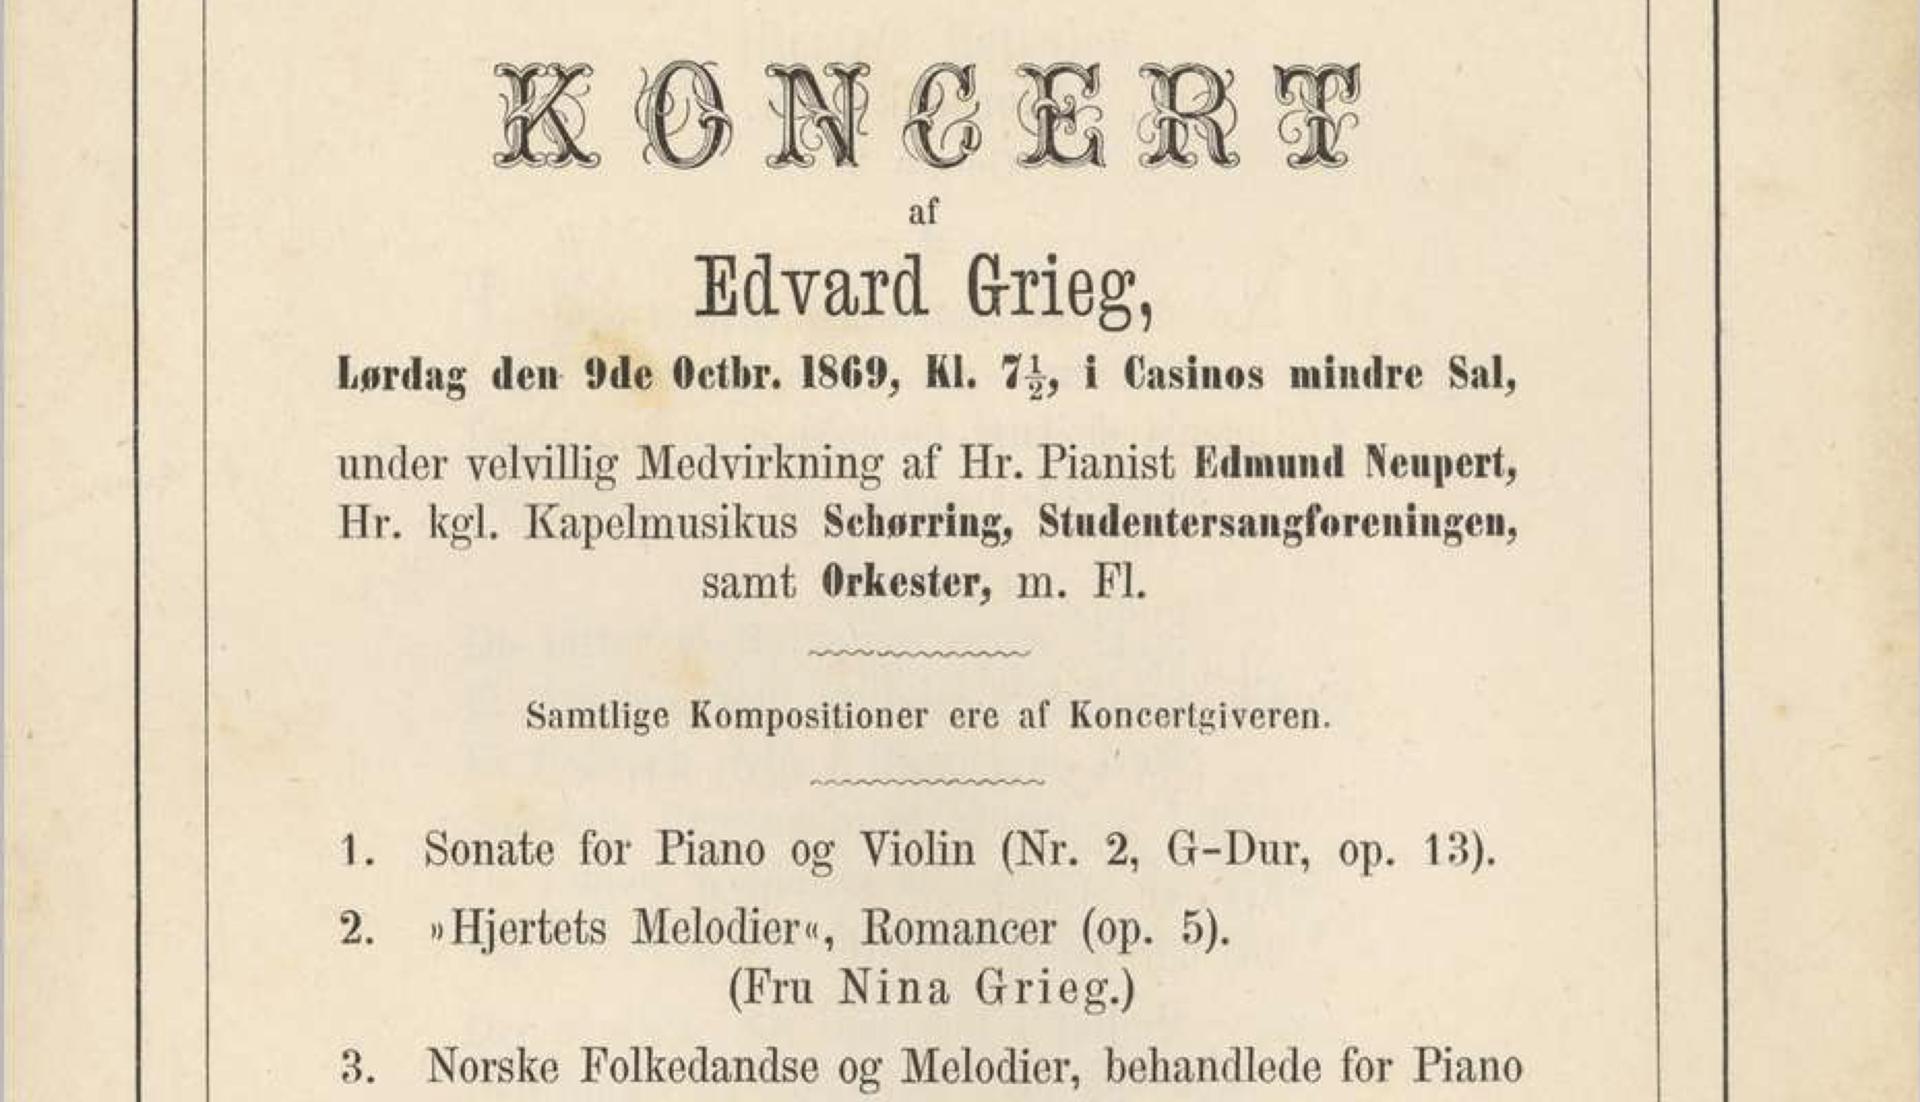 KONCERT
af
Edvard Grieg,
Lørdag den 9de Octbr. 1869, Kl. 7½, i Casinos mindre Sal,
under velvillig Medvirkning af Hr. Pianist Edmund Neupert,
Hr. kgl. Kapelmusikus Schørring, Studentersangforeningen,
samt Orkester, m. Fl.
Samtlige Kompositioner ere af Koncertgiveren.
1. Sonate for Piano og Violin (Nr. 2, G-Dur, op. 13).
2. »Hjertets Melodier«, Romancer (op. 5).
(Fru Nina Grieg.)
3. Norske Folkedandse og Melodier, behandlede for Piano